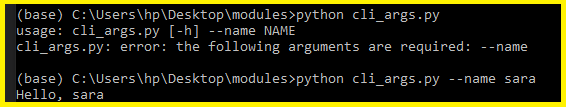 (base) C:\Users\hp\Desktop\modules>python cli_args.py
usage: cli_args.py [-h] --name NAME
cli_args.py: error: the following arguments are required: --name
(base) C:\Users\hp\Desktop\modules>python cli_args.py --name sara
Hello, sara